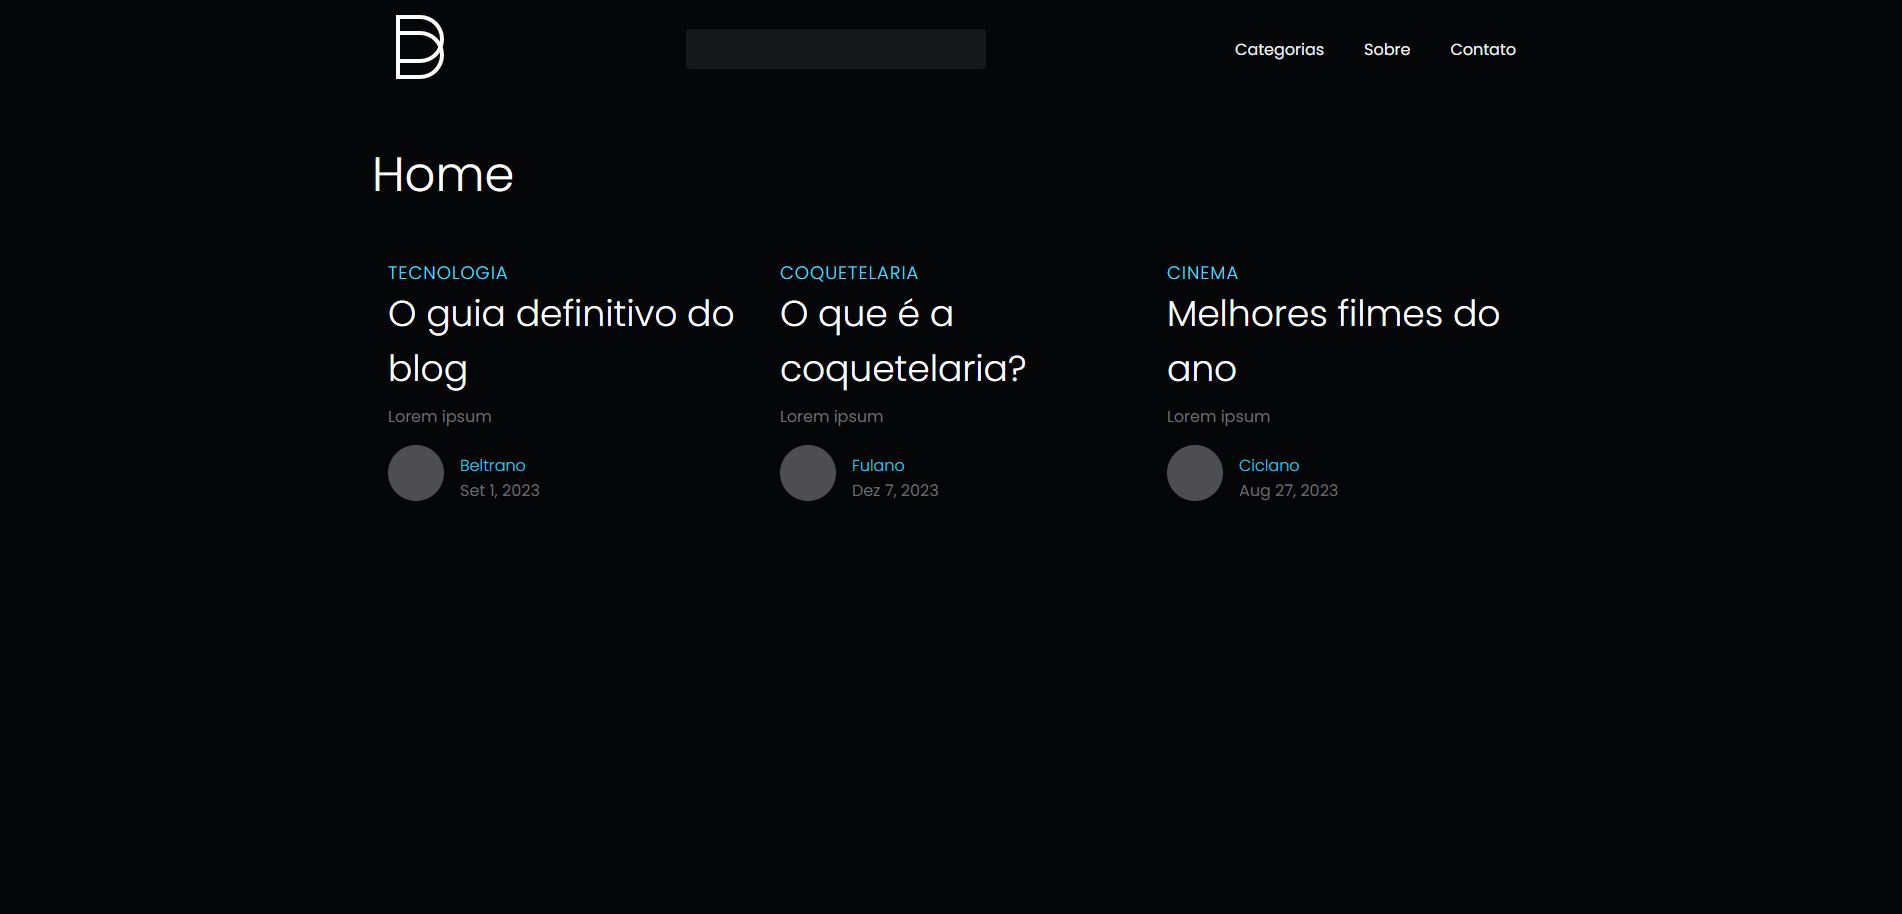 Categorias Sobre Contato
Home
TECNOLOGIA
O guia definitivo do
blog
Lorem ipsum
Beltrano
Set 1, 2023
COQUETELARIA
O que é a
coquetelaria?
Lorem ipsum
Fulano
Dez 7, 2023
CINEMA
Melhores filmes do
ano
Lorem ipsum
Ciclano
Aug 27, 2023